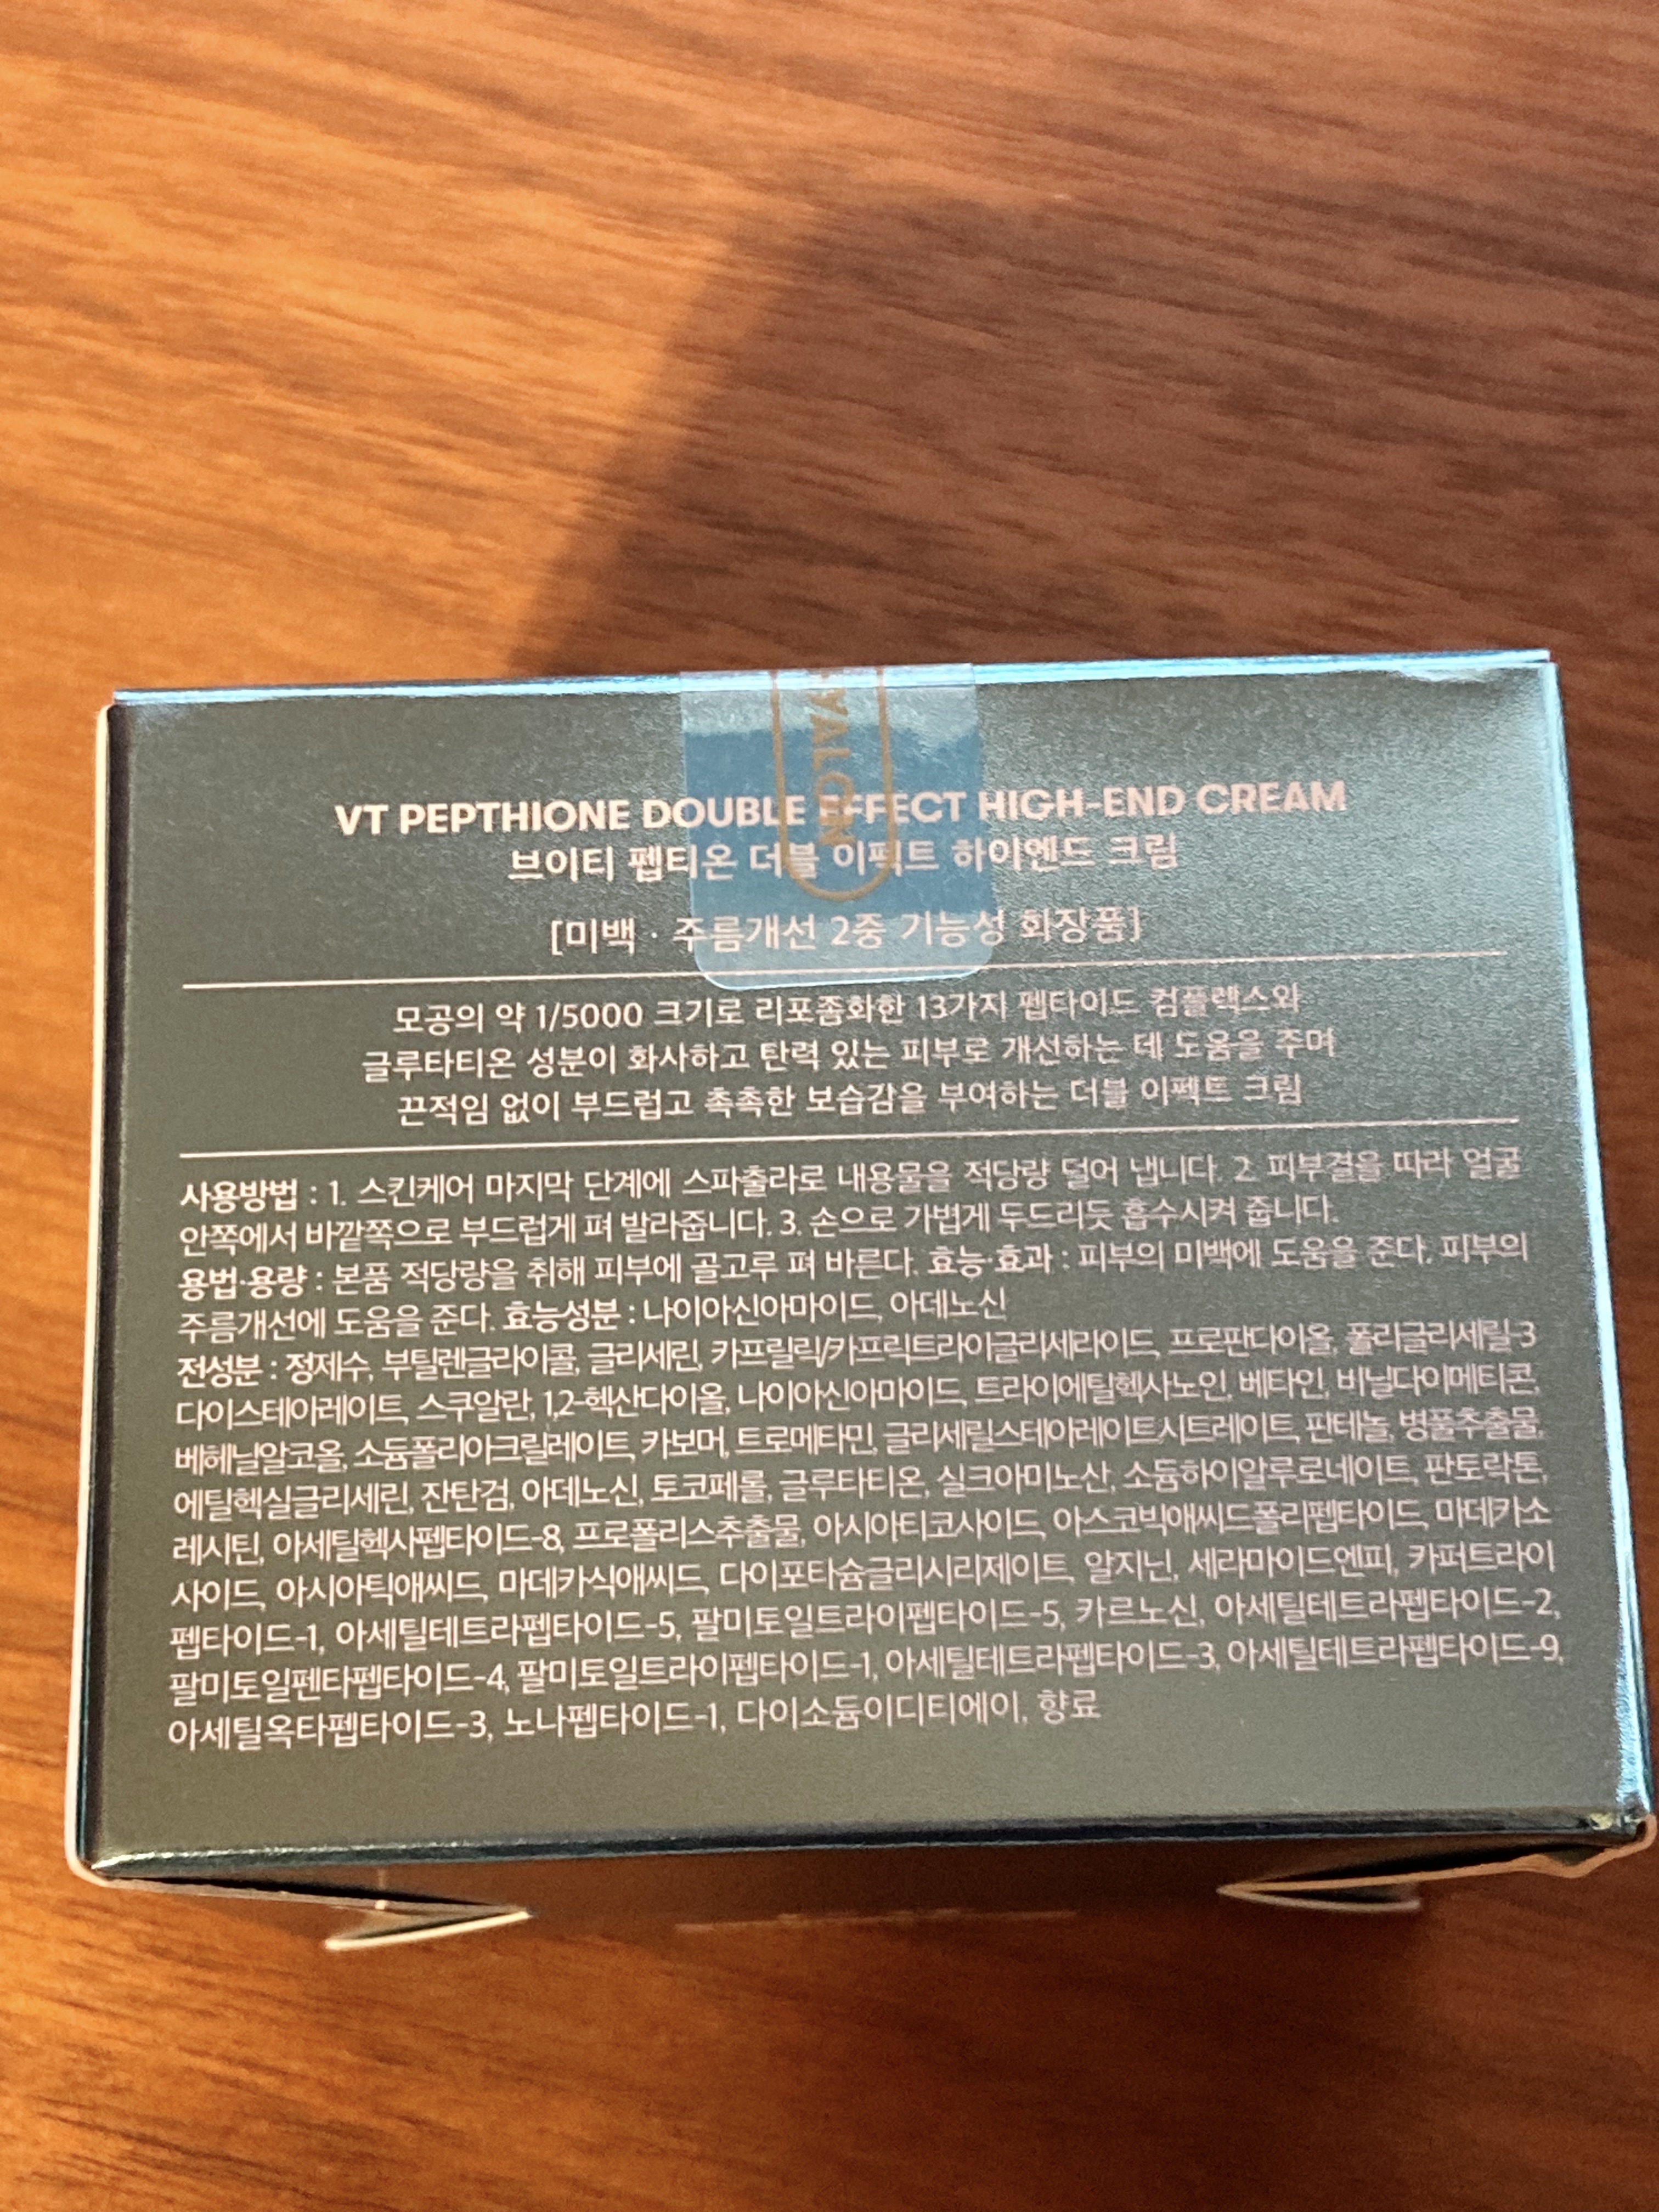 VT PEPTHIONE DOUBLE EFFECT HIGH-END CREAM
브이티 펩티온 더블 이펙트 하이엔드 크림
[미백 · 주름개선 2중 기능성 화장품]
모공의 약 1/5000 크기로 리포좀화한 13가지 펩타이드 컴플렉스와
글루타티온 성분이 화사하고 탄력 있는 피부로 개선하는 데 도움을 주며
끈적임 없이 부드럽고 촉촉한 보습감을 부여하는 더블 이펙트 크림
사용방법 : 1. 스킨케어 마지막 단계에 스파출라로 내용물을 적당량 덜어 냅니다. 2. 피부결을 따라 얼굴
안쪽에서 바깥쪽으로 부드럽게 펴 발라줍니다. 3. 손으로 가볍게 두드리듯 흡수시켜 줍니다.
용법·용량 : 본품 적당량을 취해 피부에 골고루 펴 바른다. 효능·효과 : 피부의 미백에 도움을 준다. 피부의
주름개선에 도움을 준다. 효능성분 : 나이아신아마이드, 아데노신
전성분 : 정제수, 부틸렌글라이콜, 글리세린, 카프릴릭/카프릭트라이글리세라이드, 프로판다이올, 폴리글리세릴-3
다이스테아레이트, 스쿠알란, 1,2-헥산다이올, 나이아신아마이드, 트라이에틸헥사노인, 베타인, 비닐다이메티콘,
베헤닐알코올, 소듐폴리아크릴레이트, 카보머, 트로메타민, 글리세릴스테아레이트시트레이트, 판테놀, 병풀추출물,
에틸헥실글리세린, 잔탄검, 아데노신, 토코페롤, 글루타티온, 실크아미노산, 소듐하이알루로네이트, 판토락톤,
레시틴, 아세틸헥사펩타이드-8, 프로폴리스추출물, 아시아티코사이드, 아스코빅애씨드폴리펩타이드, 마데카소
사이드, 아시아틱애씨드, 마데카식애씨드, 다이포타슘글리시리제이트, 알지닌, 세라마이드엔피, 카퍼트라이
펩타이드-1, 아세틸테트라펩타이드-5, 팔미토일트라이펩타이드-5, 카르노신, 아세틸테트라펩타이드-2,
팔미토일펜타펩타이드-4, 팔미토일트라이펩타이드-1, 아세틸테트라펩타이드-3, 아세틸테트라펩타이드-9,
아세틸옥타펩타이드-3, 노나펩타이드-1, 다이소듐이디티에이, 향료